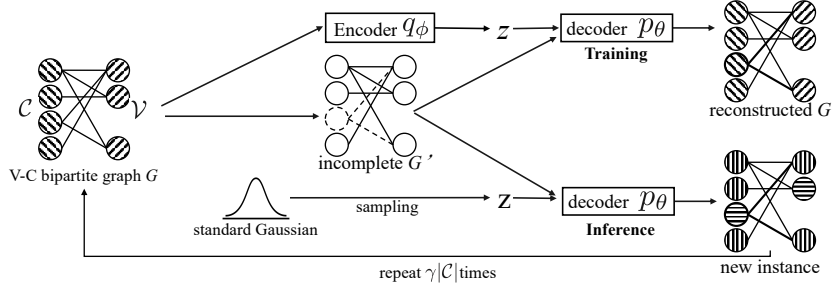 Encoder qϕ
z
decoder pθ
Training
reconstructed G
C
V
V-C bipartite graph G
incomplete G′
standard Gaussian
sampling
z
decoder pθ
Inference
new instance
repeat γ|C| times